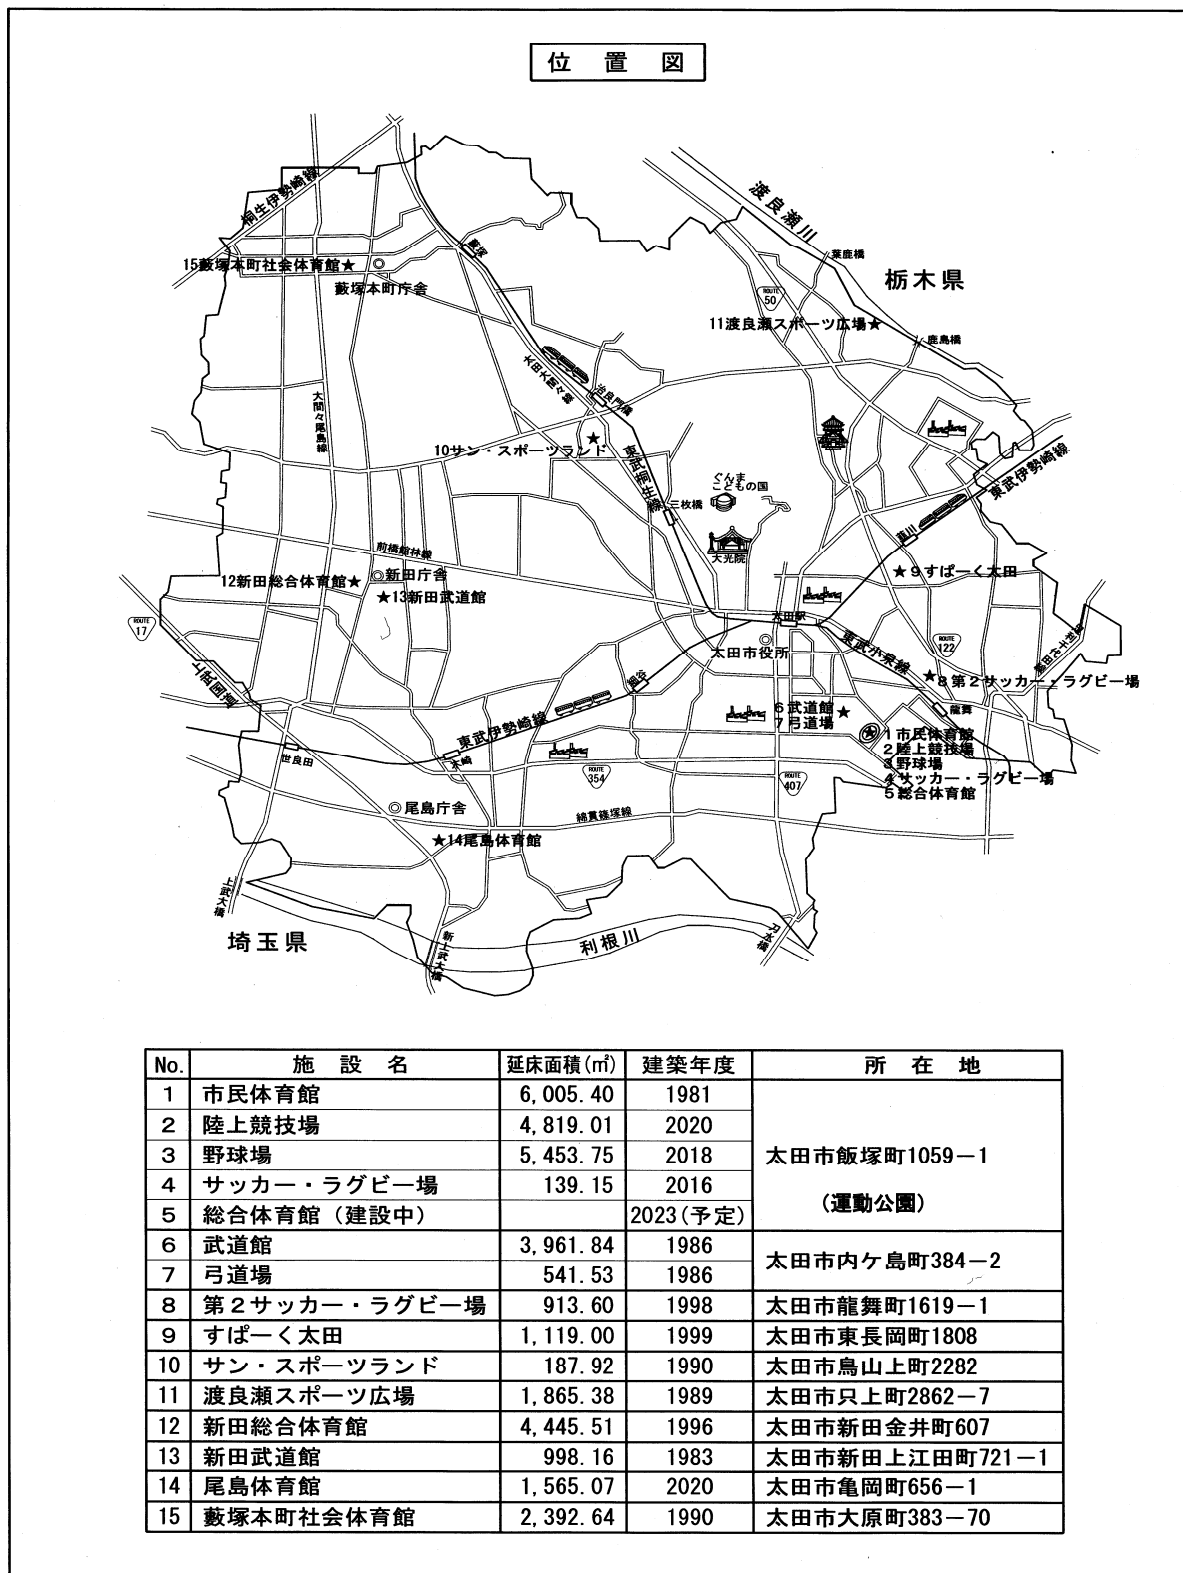 位置図
渡良瀬川
桐生伊勢崎線
藪塚
葉鹿橋
15藪塚本町社会体育館★
栃木県
藪塚本町庁舎
ROUTE 50
11渡良瀬スポーツ広場★
鹿島橋
太田大間々線
治良門橋
大間々尾島線
10サン・スポーツランド
東武桐生線
東武伊勢崎線
ぐんま
こどもの国
三枚橋
韮川
大光院
前橋館林線
12新田総合体育館★
新田庁舎
★9すぱーく太田
★13新田武道館
ROUTE 17
太田駅
ROUTE 122
太田市役所
東武小泉線
上武国道
細谷
8第2サッカー・ラグビー場
龍舞
6武道館
7弓道場
東武伊勢崎線
1市民体育館
2陸上競技場
3野球場
4サッカー・ラグビー場
5総合体育館
世良田
木崎
ROUTE 354
ROUTE 407
尾島庁舎
綿貫篠塚線
★14尾島体育館
上武大橋
埼玉県
新上武大橋
利根川
刀水橋
No. 施設名 延床面積(㎡) 建築年度 所在地
1 市民体育館 6,005.40 1981
2 陸上競技場 4,819.01 2020
3 野球場 5,453.75 2018 太田市飯塚町1059－1
4 サッカー・ラグビー場 139.15 2016
(運動公園)
5 総合体育館（建設中） 2023(予定)
6 武道館 3,961.84 1986
太田市内ケ島町384－2
7 弓道場 541.53 1986
8 第2サッカー・ラグビー場 913.60 1998 太田市龍舞町1619－1
9 すぱーく太田 1,119.00 1999 太田市東長岡町1808
10 サン・スポーツランド 187.92 1990 太田市鳥山上町2282
11 渡良瀬スポーツ広場 1,865.38 1989 太田市只上町2862－7
12 新田総合体育館 4,445.51 1996 太田市新田金井町607
13 新田武道館 998.16 1983 太田市新田上江田町721－1
14 尾島体育館 1,565.07 2020 太田市亀岡町656－1
15 藪塚本町社会体育館 2,392.64 1990 太田市大原町383－70